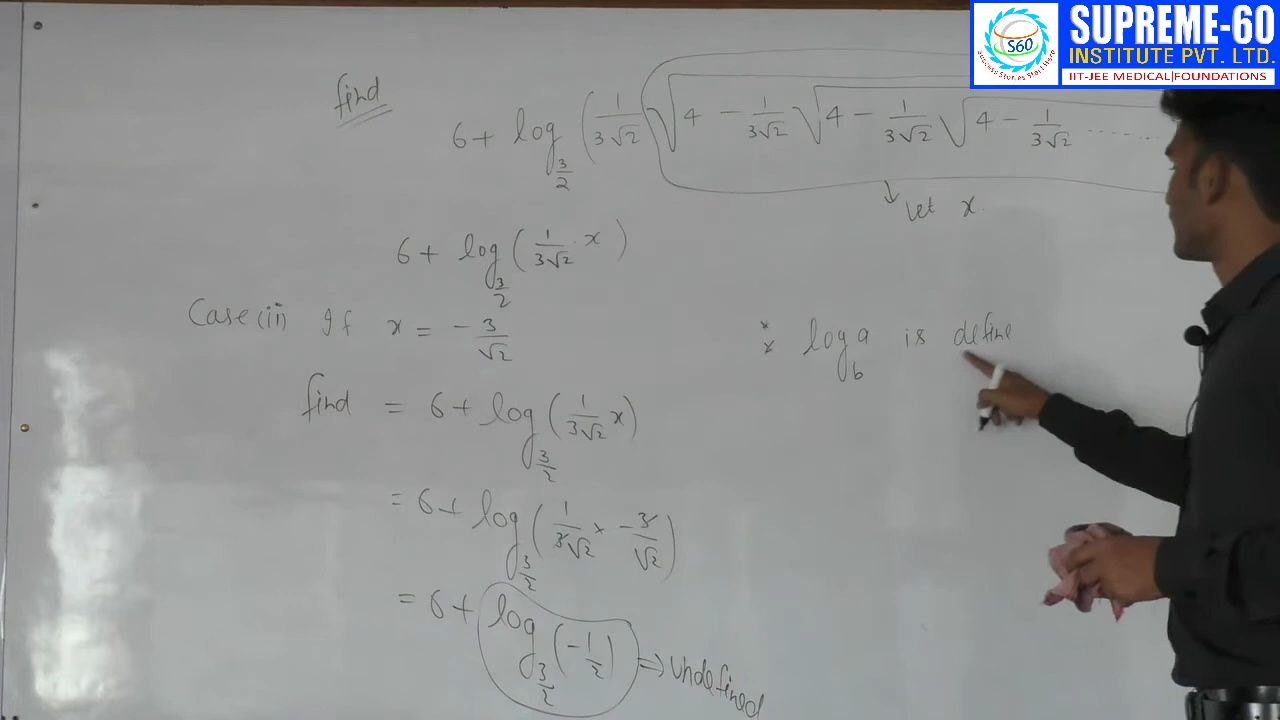 SUPREME-60
INSTITUTE PVT. LTD.
IIT-JEE MEDICAL|FOUNDATIONS
S60
find
6 + log_{3/2} ( 1/3√2 √4 - 1/3√2 √4 - 1/3√2 √4 - 1/3√2 ........
↓ let x
6 + log_{3/2} ( 1/3√2 · x )
Case (ii) If x = - 3/√2
* log_b a is define
find = 6 + log_{3/2} ( 1/3√2 x )
= 6 + log_{3/2} ( 1/3√2 × -3/√2 )
= 6 + log_{3/2} ( -1/2 ) ⇒ undefined